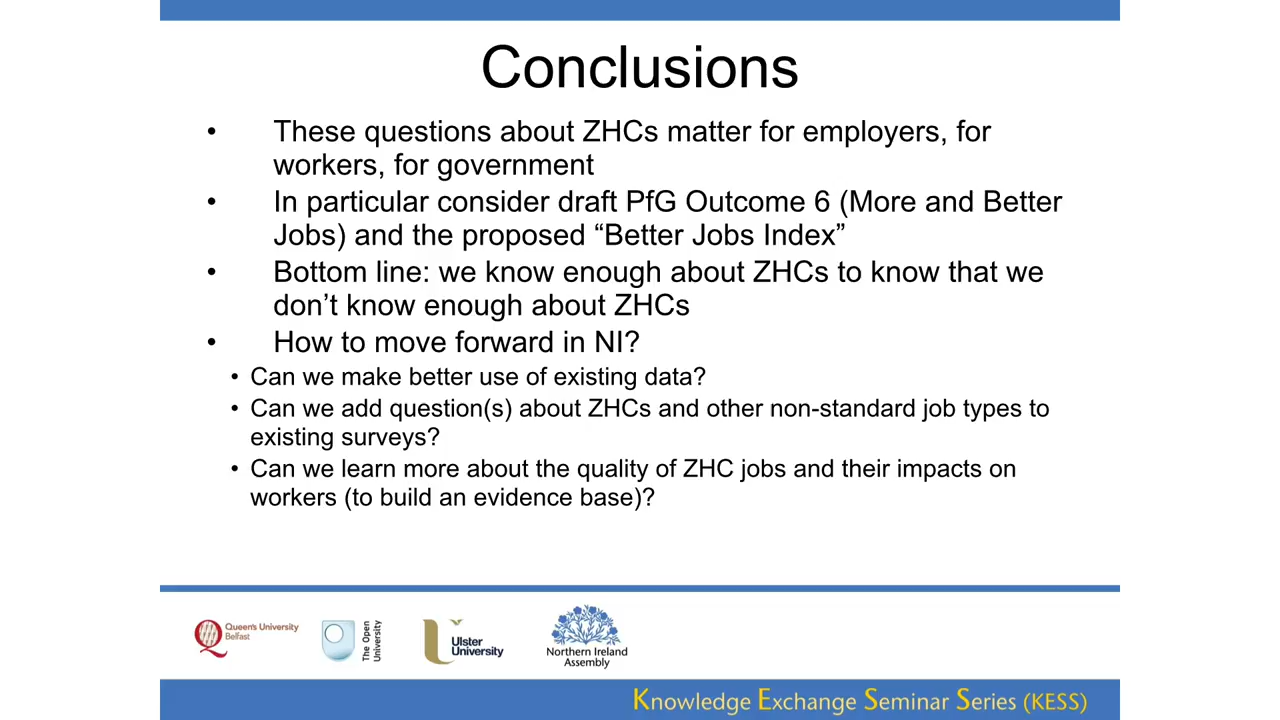 Conclusions
• These questions about ZHCs matter for employers, for
workers, for government
• In particular consider draft PfG Outcome 6 (More and Better
Jobs) and the proposed “Better Jobs Index”
• Bottom line: we know enough about ZHCs to know that we
don’t know enough about ZHCs
• How to move forward in NI?
• Can we make better use of existing data?
• Can we add question(s) about ZHCs and other non-standard job types to
existing surveys?
• Can we learn more about the quality of ZHC jobs and their impacts on
workers (to build an evidence base)?
Queen's University
Belfast
The Open
University
Ulster
University
Northern Ireland
Assembly
Knowledge Exchange Seminar Series (KESS)